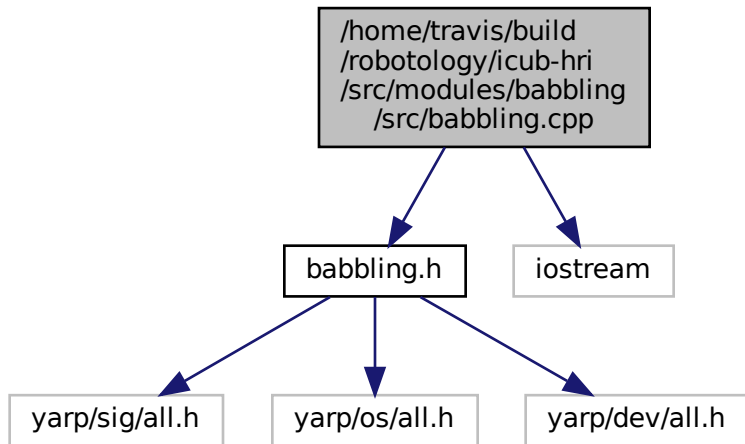 /home/travis/build
/robotology/icub-hri
/src/modules/babbling
/src/babbling.cpp
babbling.h
iostream
yarp/sig/all.h
yarp/os/all.h
yarp/dev/all.h